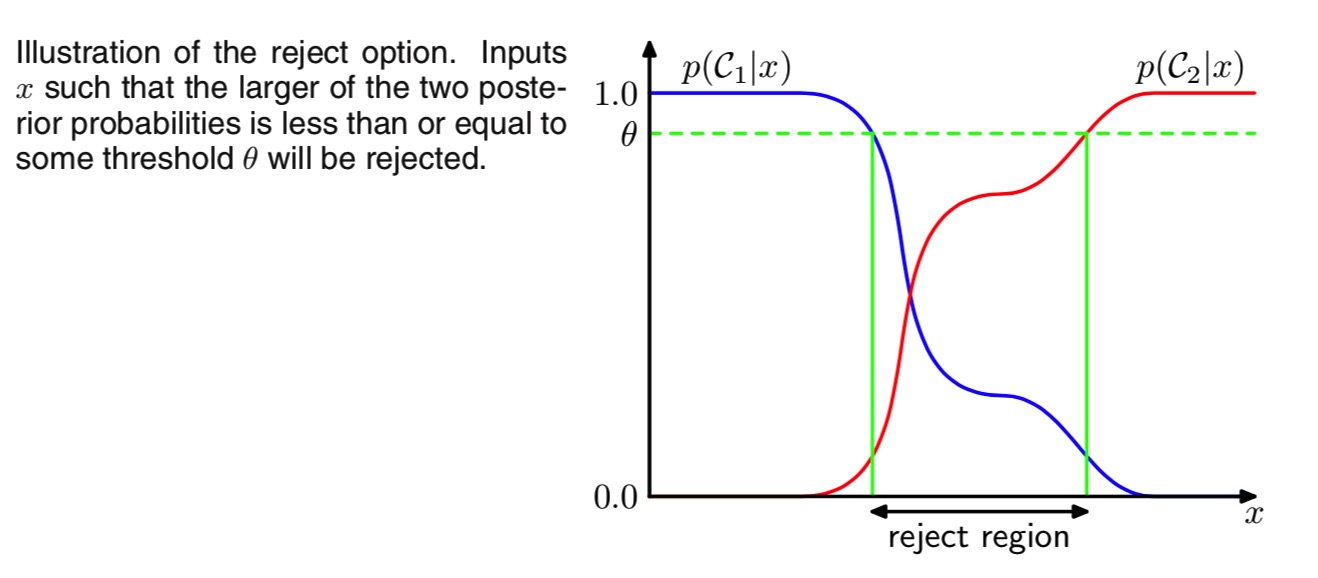 Illustration of the reject option. Inputs
x such that the larger of the two poste-
rior probabilities is less than or equal to
some threshold θ will be rejected.
p(C₁|x)
p(C₂|x)
1.0
θ
0.0
x
reject region